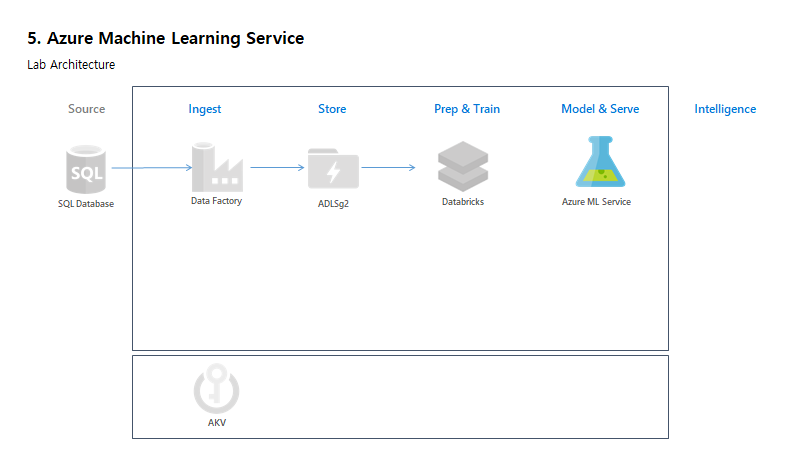 5. Azure Machine Learning Service
Lab Architecture
Source
Ingest
Store
Prep & Train
Model & Serve
Intelligence
SQL
SQL Database
Data Factory
ADLSg2
Databricks
Azure ML Service
AKV